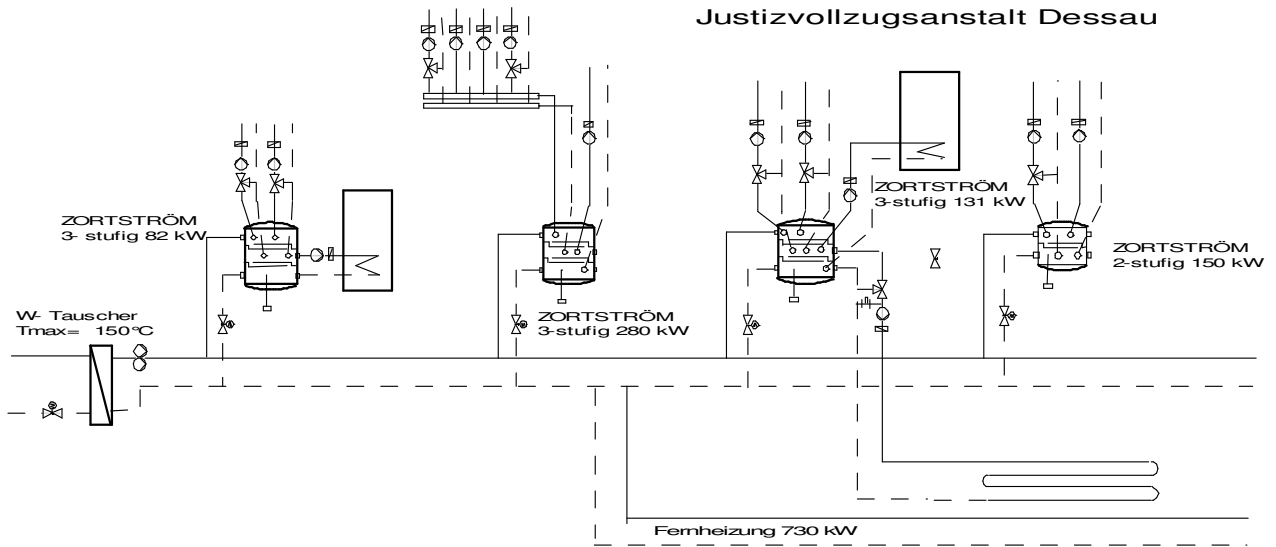 Justizvollzugsanstalt Dessau
ZORTSTRÖM
3- stufig 82 kW
ZORTSTRÖM
3-stufig 131 kW
ZORTSTRÖM
2-stufig 150 kW
W- Tauscher
Tmax= 150°C
ZORTSTRÖM
3-stufig 280 kW
Fernheizung 730 kW